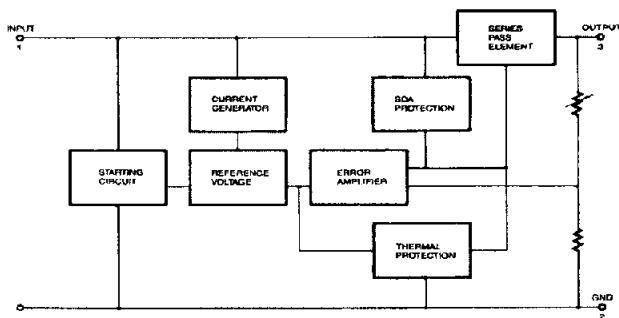 INPUT
1
SERIES
PASS
ELEMENT
OUTPUT
3
CURRENT
GENERATOR
SOA
PROTECTION
STARTING
CIRCUIT
REFERENCE
VOLTAGE
ERROR
AMPLIFIER
THERMAL
PROTECTION
GND
2